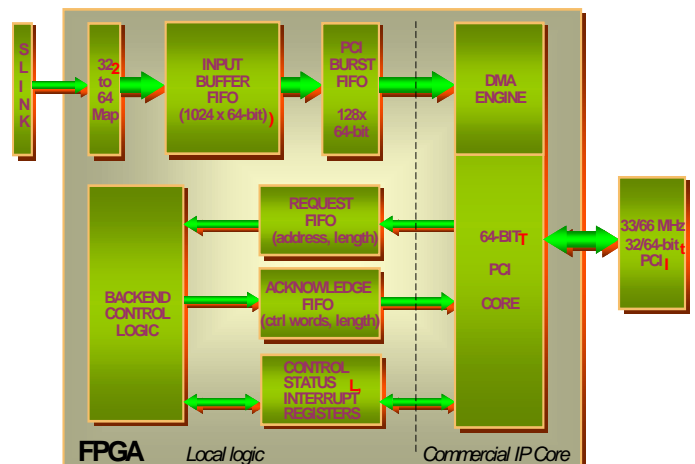 S
L
I
N
K
32
to
64
Map
INPUT
BUFFER
FIFO
(1024 x 64-bit)
PCI
BURST
FIFO
128x
64-bit
DMA
ENGINE
REQUEST
FIFO
(address, length)
64-BIT
PCI
CORE
33/66 MHz
32/64-bit
PCI
BACKEND
CONTROL
LOGIC
ACKNOWLEDGE
FIFO
(ctrl words, length)
CONTROL
STATUS
INTERRUPT
REGISTERS
FPGA
Local logic
Commercial IP Core